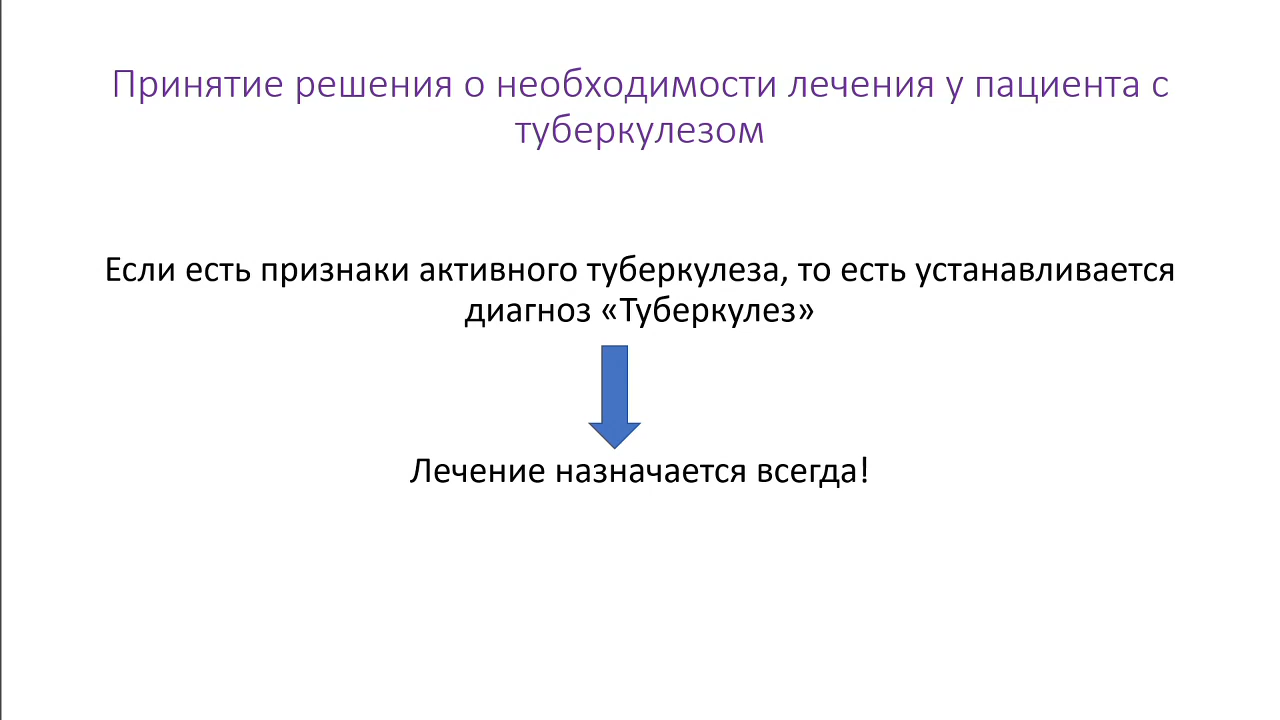 Принятие решения о необходимости лечения у пациента с
туберкулезом
Если есть признаки активного туберкулеза, то есть устанавливается
диагноз «Туберкулез»
Лечение назначается всегда!